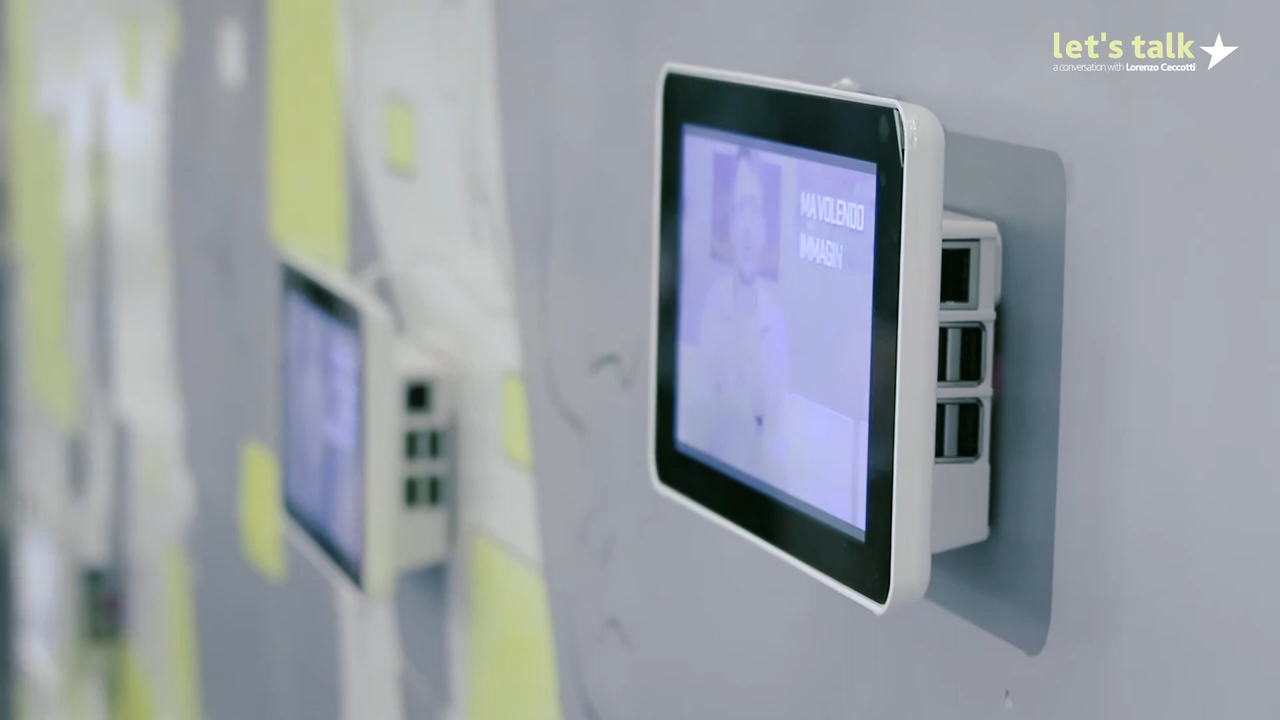 let's talk
a conversation with Lorenzo Ceccotti
MA VOLENDO
IMMAGIN